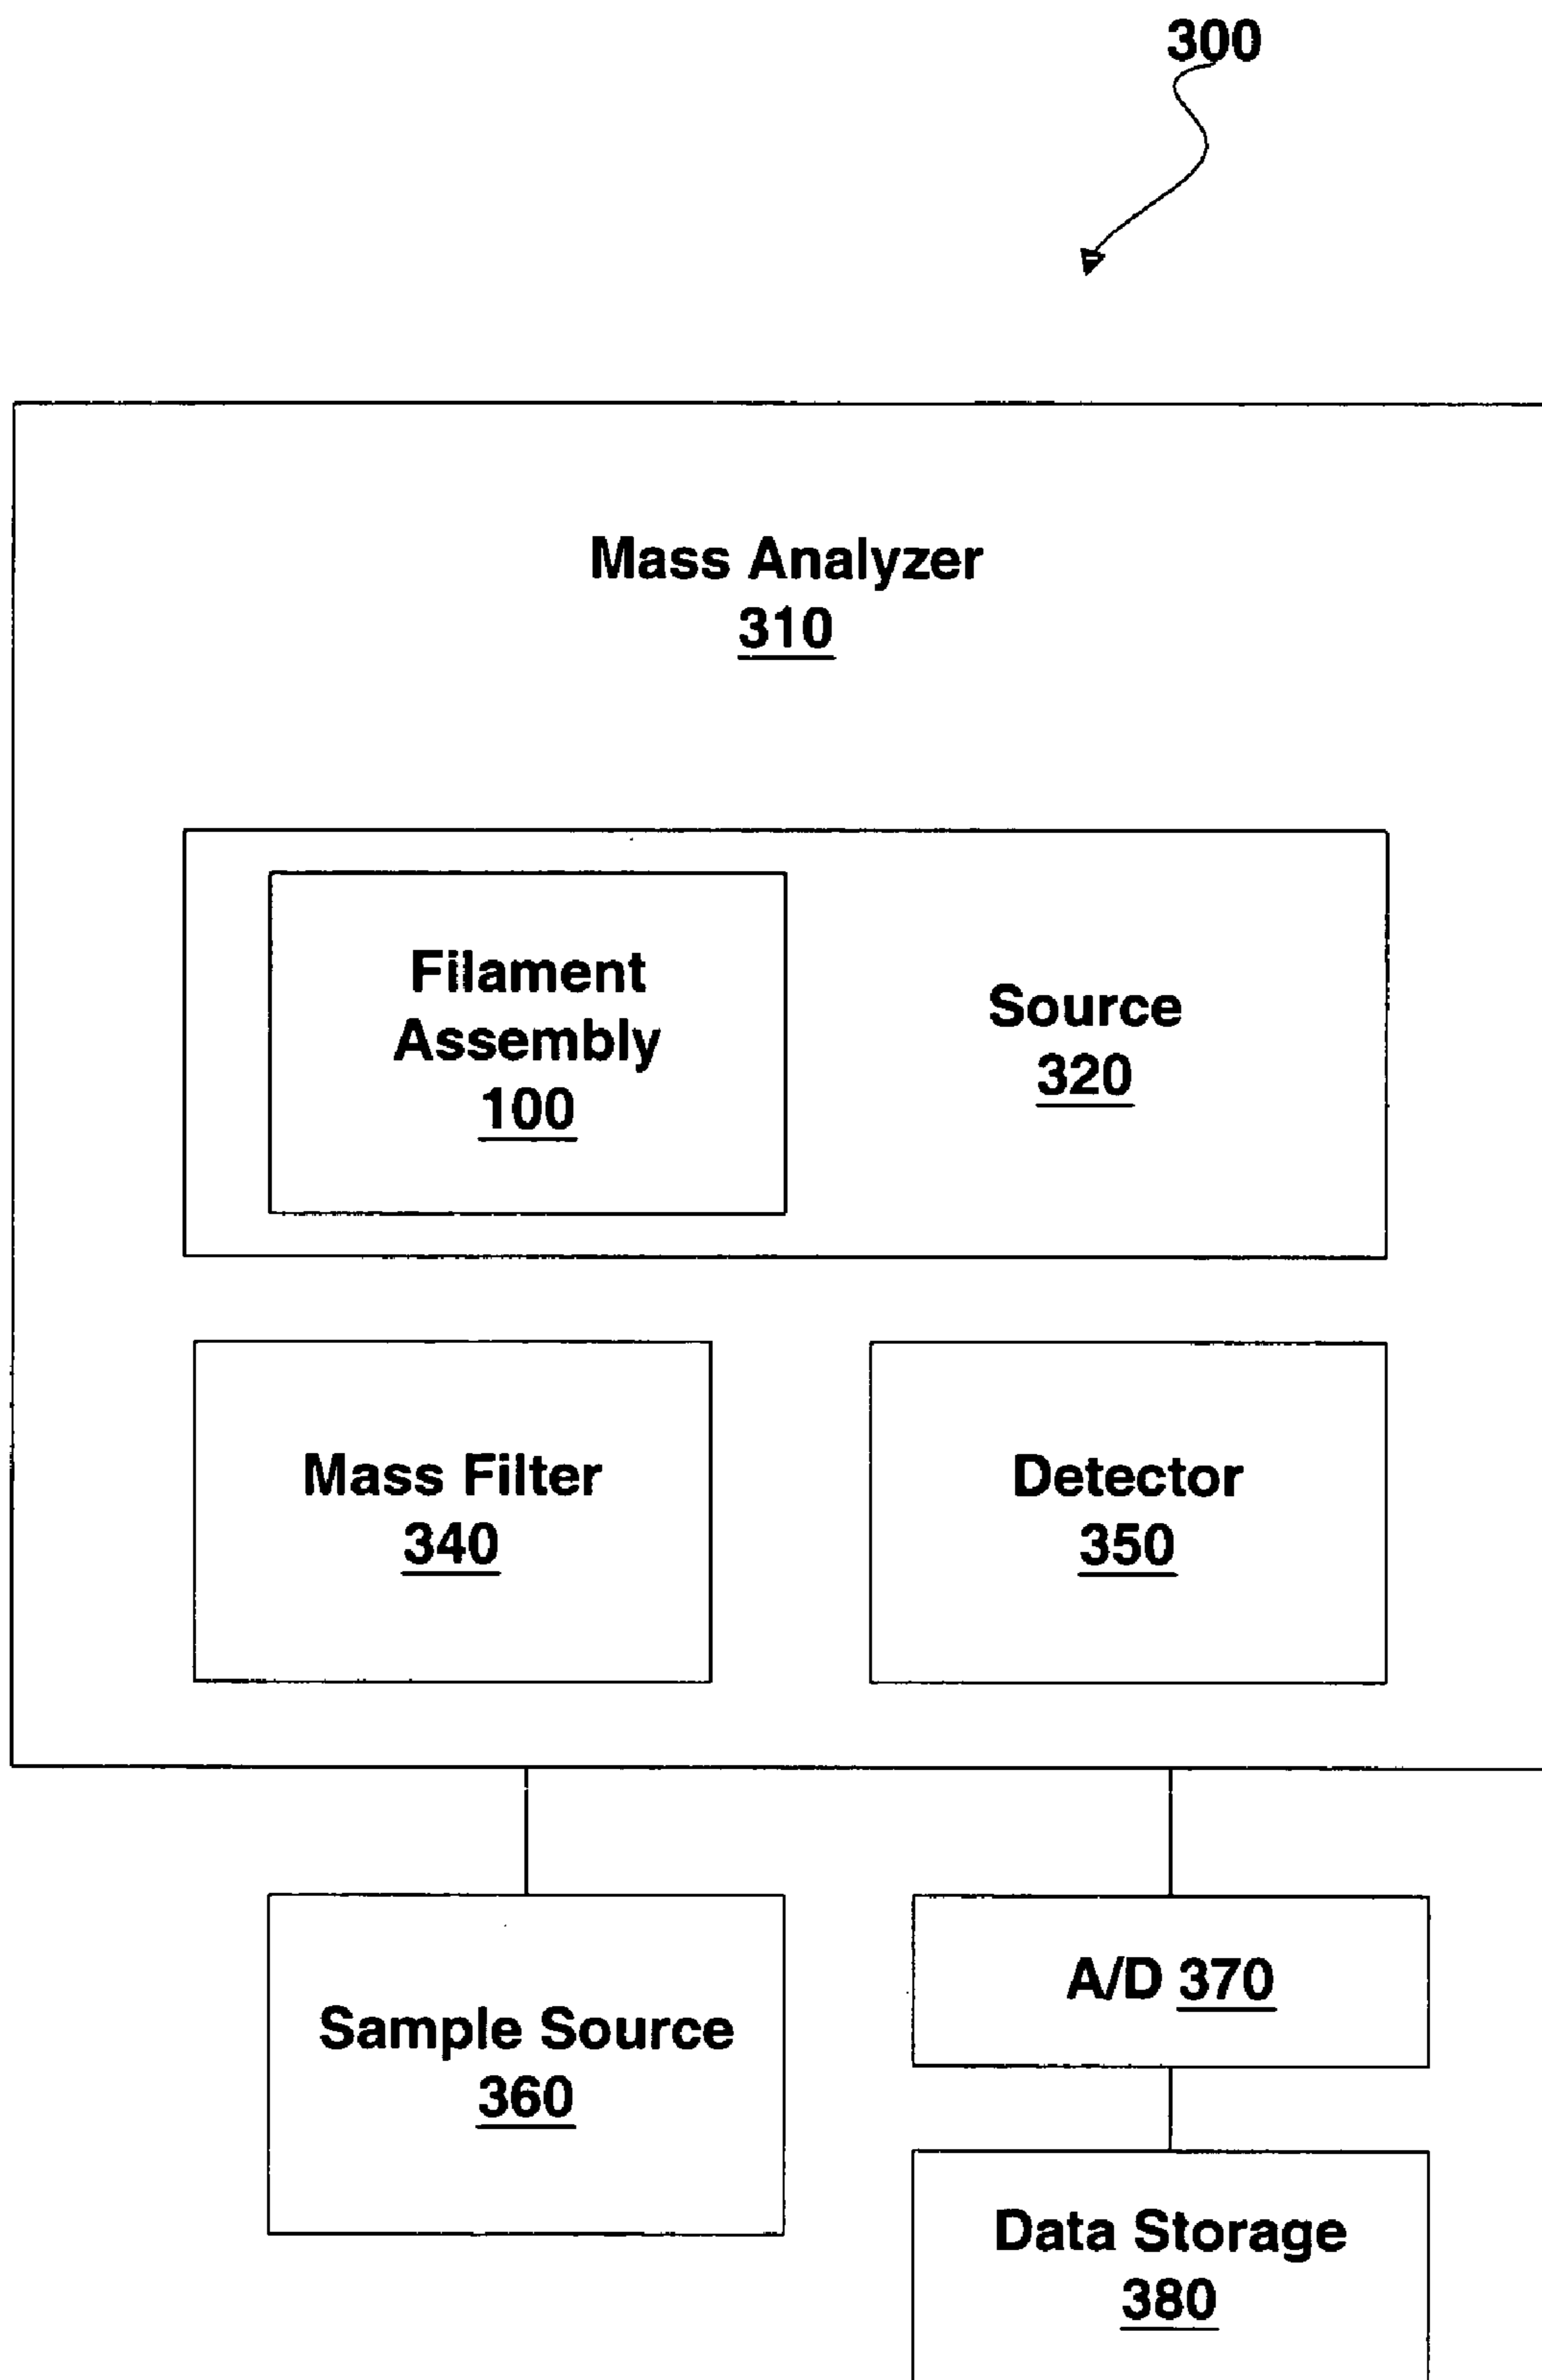 300
Mass Analyzer
310
Filament
Assembly
100
Source
320
Mass Filter
340
Detector
350
Sample Source
360
A/D 370
Data Storage
380